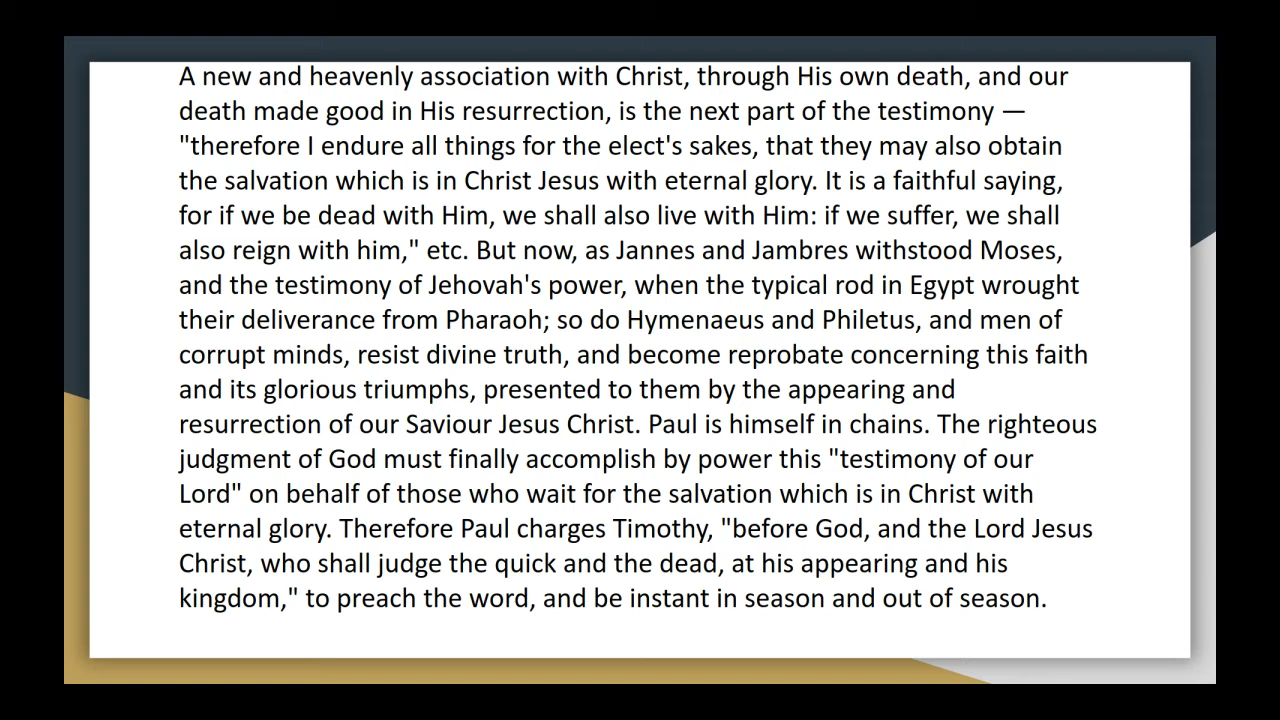 A new and heavenly association with Christ, through His own death, and our
death made good in His resurrection, is the next part of the testimony —
"therefore I endure all things for the elect's sakes, that they may also obtain
the salvation which is in Christ Jesus with eternal glory. It is a faithful saying,
for if we be dead with Him, we shall also live with Him: if we suffer, we shall
also reign with him," etc. But now, as Jannes and Jambres withstood Moses,
and the testimony of Jehovah's power, when the typical rod in Egypt wrought
their deliverance from Pharaoh; so do Hymenaeus and Philetus, and men of
corrupt minds, resist divine truth, and become reprobate concerning this faith
and its glorious triumphs, presented to them by the appearing and
resurrection of our Saviour Jesus Christ. Paul is himself in chains. The righteous
judgment of God must finally accomplish by power this "testimony of our
Lord" on behalf of those who wait for the salvation which is in Christ with
eternal glory. Therefore Paul charges Timothy, "before God, and the Lord Jesus
Christ, who shall judge the quick and the dead, at his appearing and his
kingdom," to preach the word, and be instant in season and out of season.